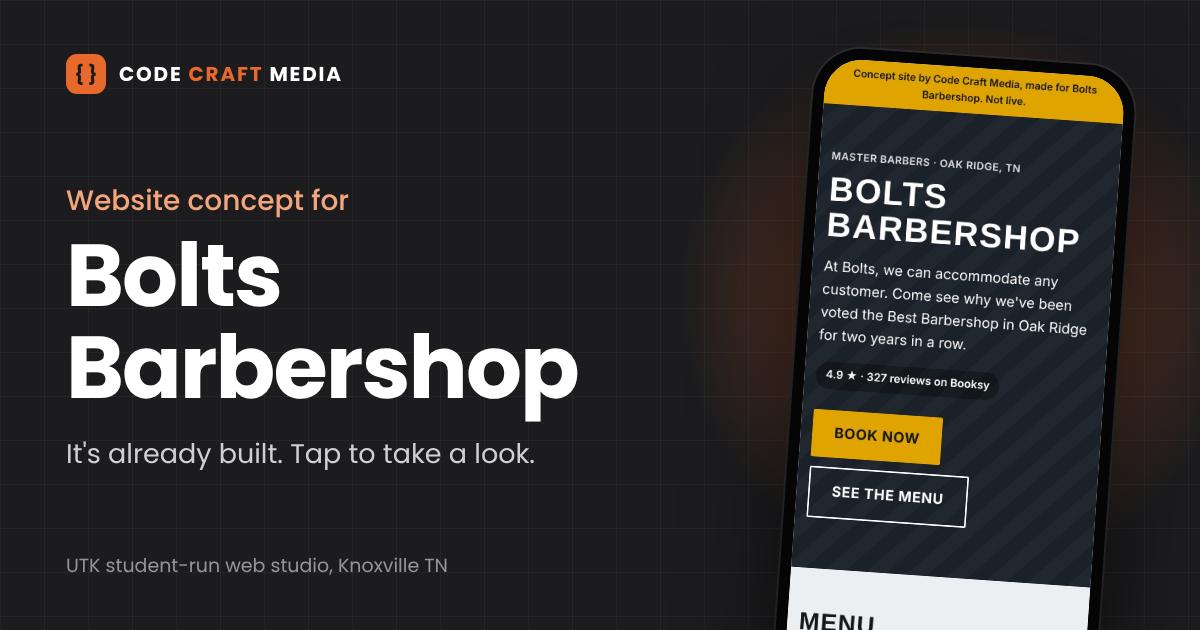 { } CODE CRAFT MEDIA
Website concept for
Bolts
Barbershop
It's already built. Tap to take a look.
UTK student-run web studio, Knoxville TN
Concept site by Code Craft Media, made for Bolts
Barbershop. Not live.
MASTER BARBERS · OAK RIDGE, TN
BOLTS
BARBERSHOP
At Bolts, we can accommodate any
customer. Come see why we've been
voted the Best Barbershop in Oak Ridge
for two years in a row.
4.9 ★ · 327 reviews on Booksy
BOOK NOW
SEE THE MENU
MENU